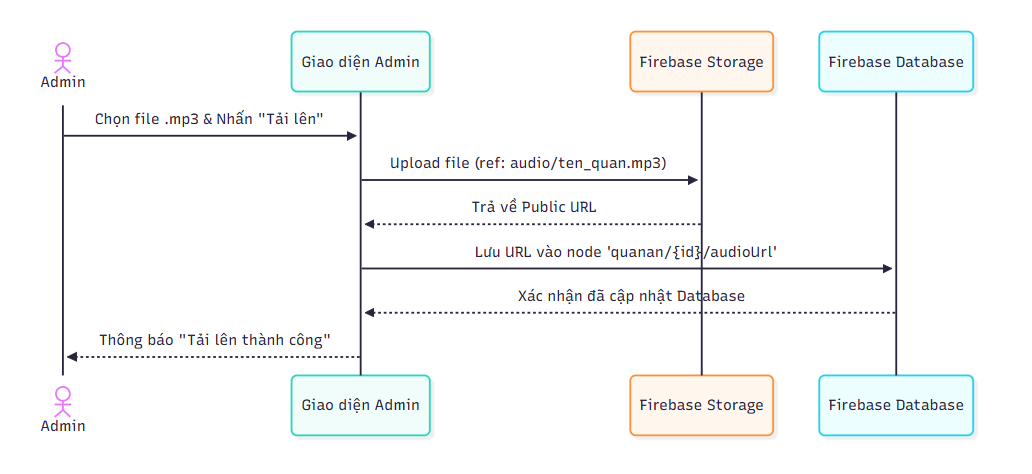 Admin
Giao diện Admin
Firebase Storage
Firebase Database
Chọn file .mp3 & Nhấn "Tải lên"
Upload file (ref: audio/ten_quan.mp3)
Trả về Public URL
Lưu URL vào node 'quanan/{id}/audioUrl'
Xác nhận đã cập nhật Database
Thông báo "Tải lên thành công"
Admin
Giao diện Admin
Firebase Storage
Firebase Database